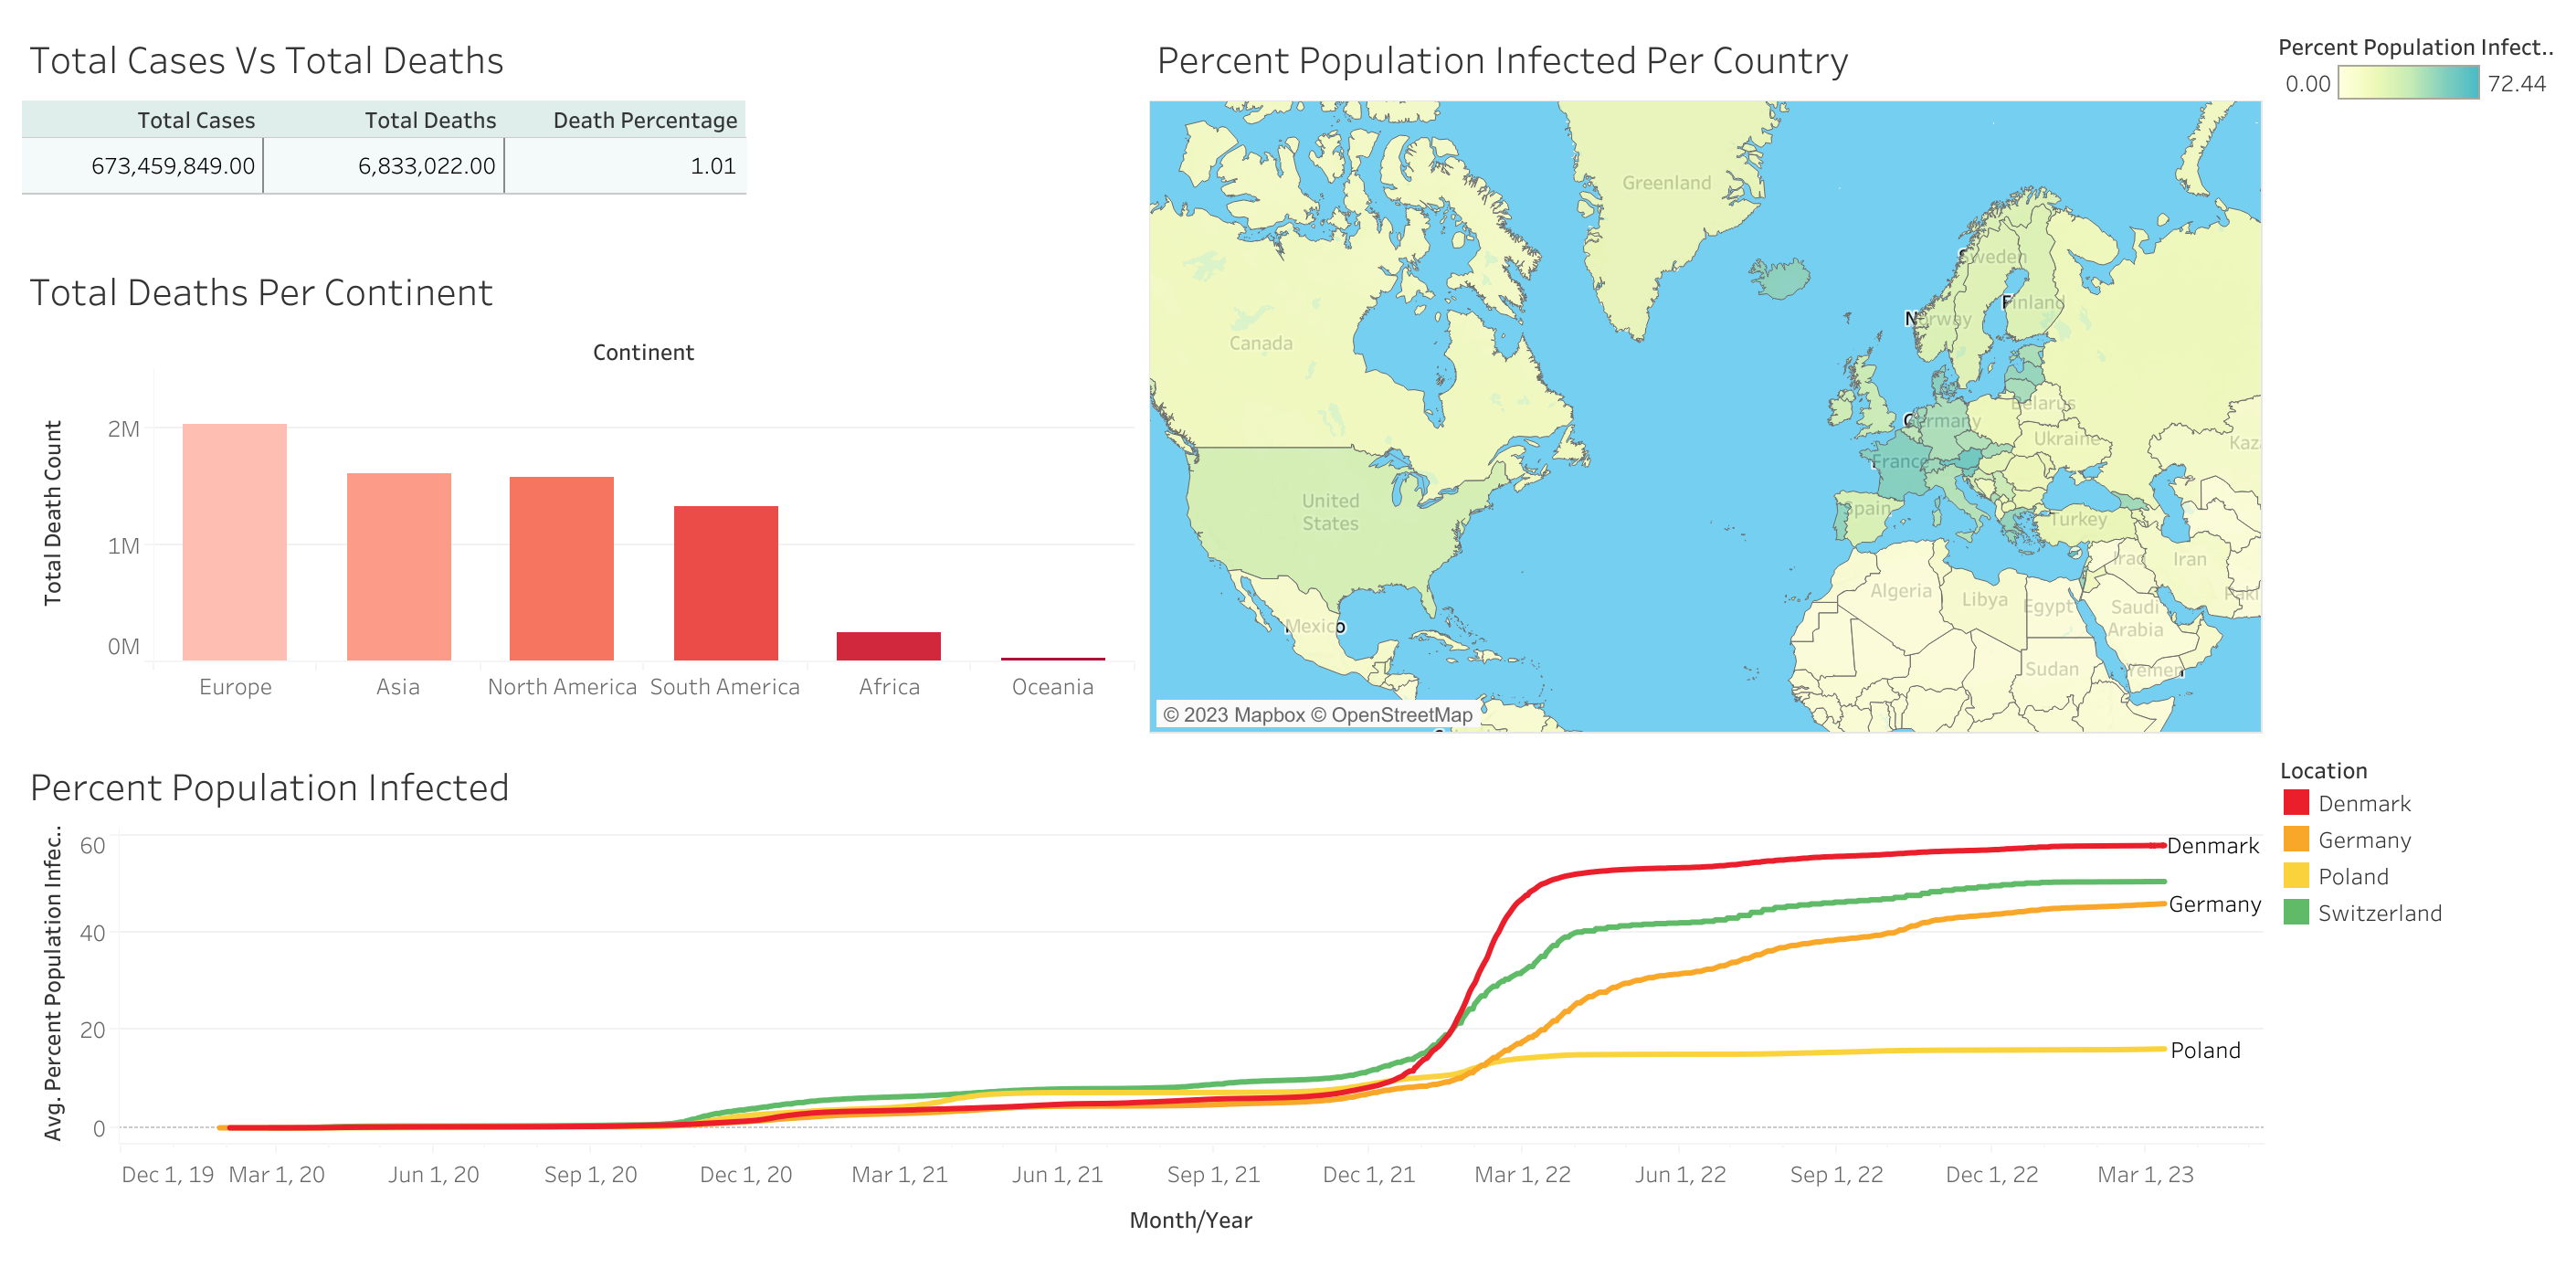 Total Cases Vs Total Deaths
Total Cases Total Deaths Death Percentage
673,459,849.00 6,833,022.00 1.01
Total Deaths Per Continent
Continent
Total Death Count
2M
1M
0M
Europe Asia North America South America Africa Oceania
Percent Population Infected Per Country
Percent Population Infect..
0.00 72.44
Greenland
Sweden
Finland
Norway
Canada
Belarus
Germany
Ukraine
Kaz
France
United
States
Spain
Turkey
Iraq
Iran
Algeria
Libya
Egypt
Saudi
Arabia
Paki
Mexico
Sudan
Yemen
© 2023 Mapbox © OpenStreetMap
Percent Population Infected
Avg. Percent Population Infec..
60
40
20
0
Denmark
Germany
Poland
Dec 1, 19 Mar 1, 20 Jun 1, 20 Sep 1, 20 Dec 1, 20 Mar 1, 21 Jun 1, 21 Sep 1, 21 Dec 1, 21 Mar 1, 22 Jun 1, 22 Sep 1, 22 Dec 1, 22 Mar 1, 23
Month/Year
Location
Denmark
Germany
Poland
Switzerland